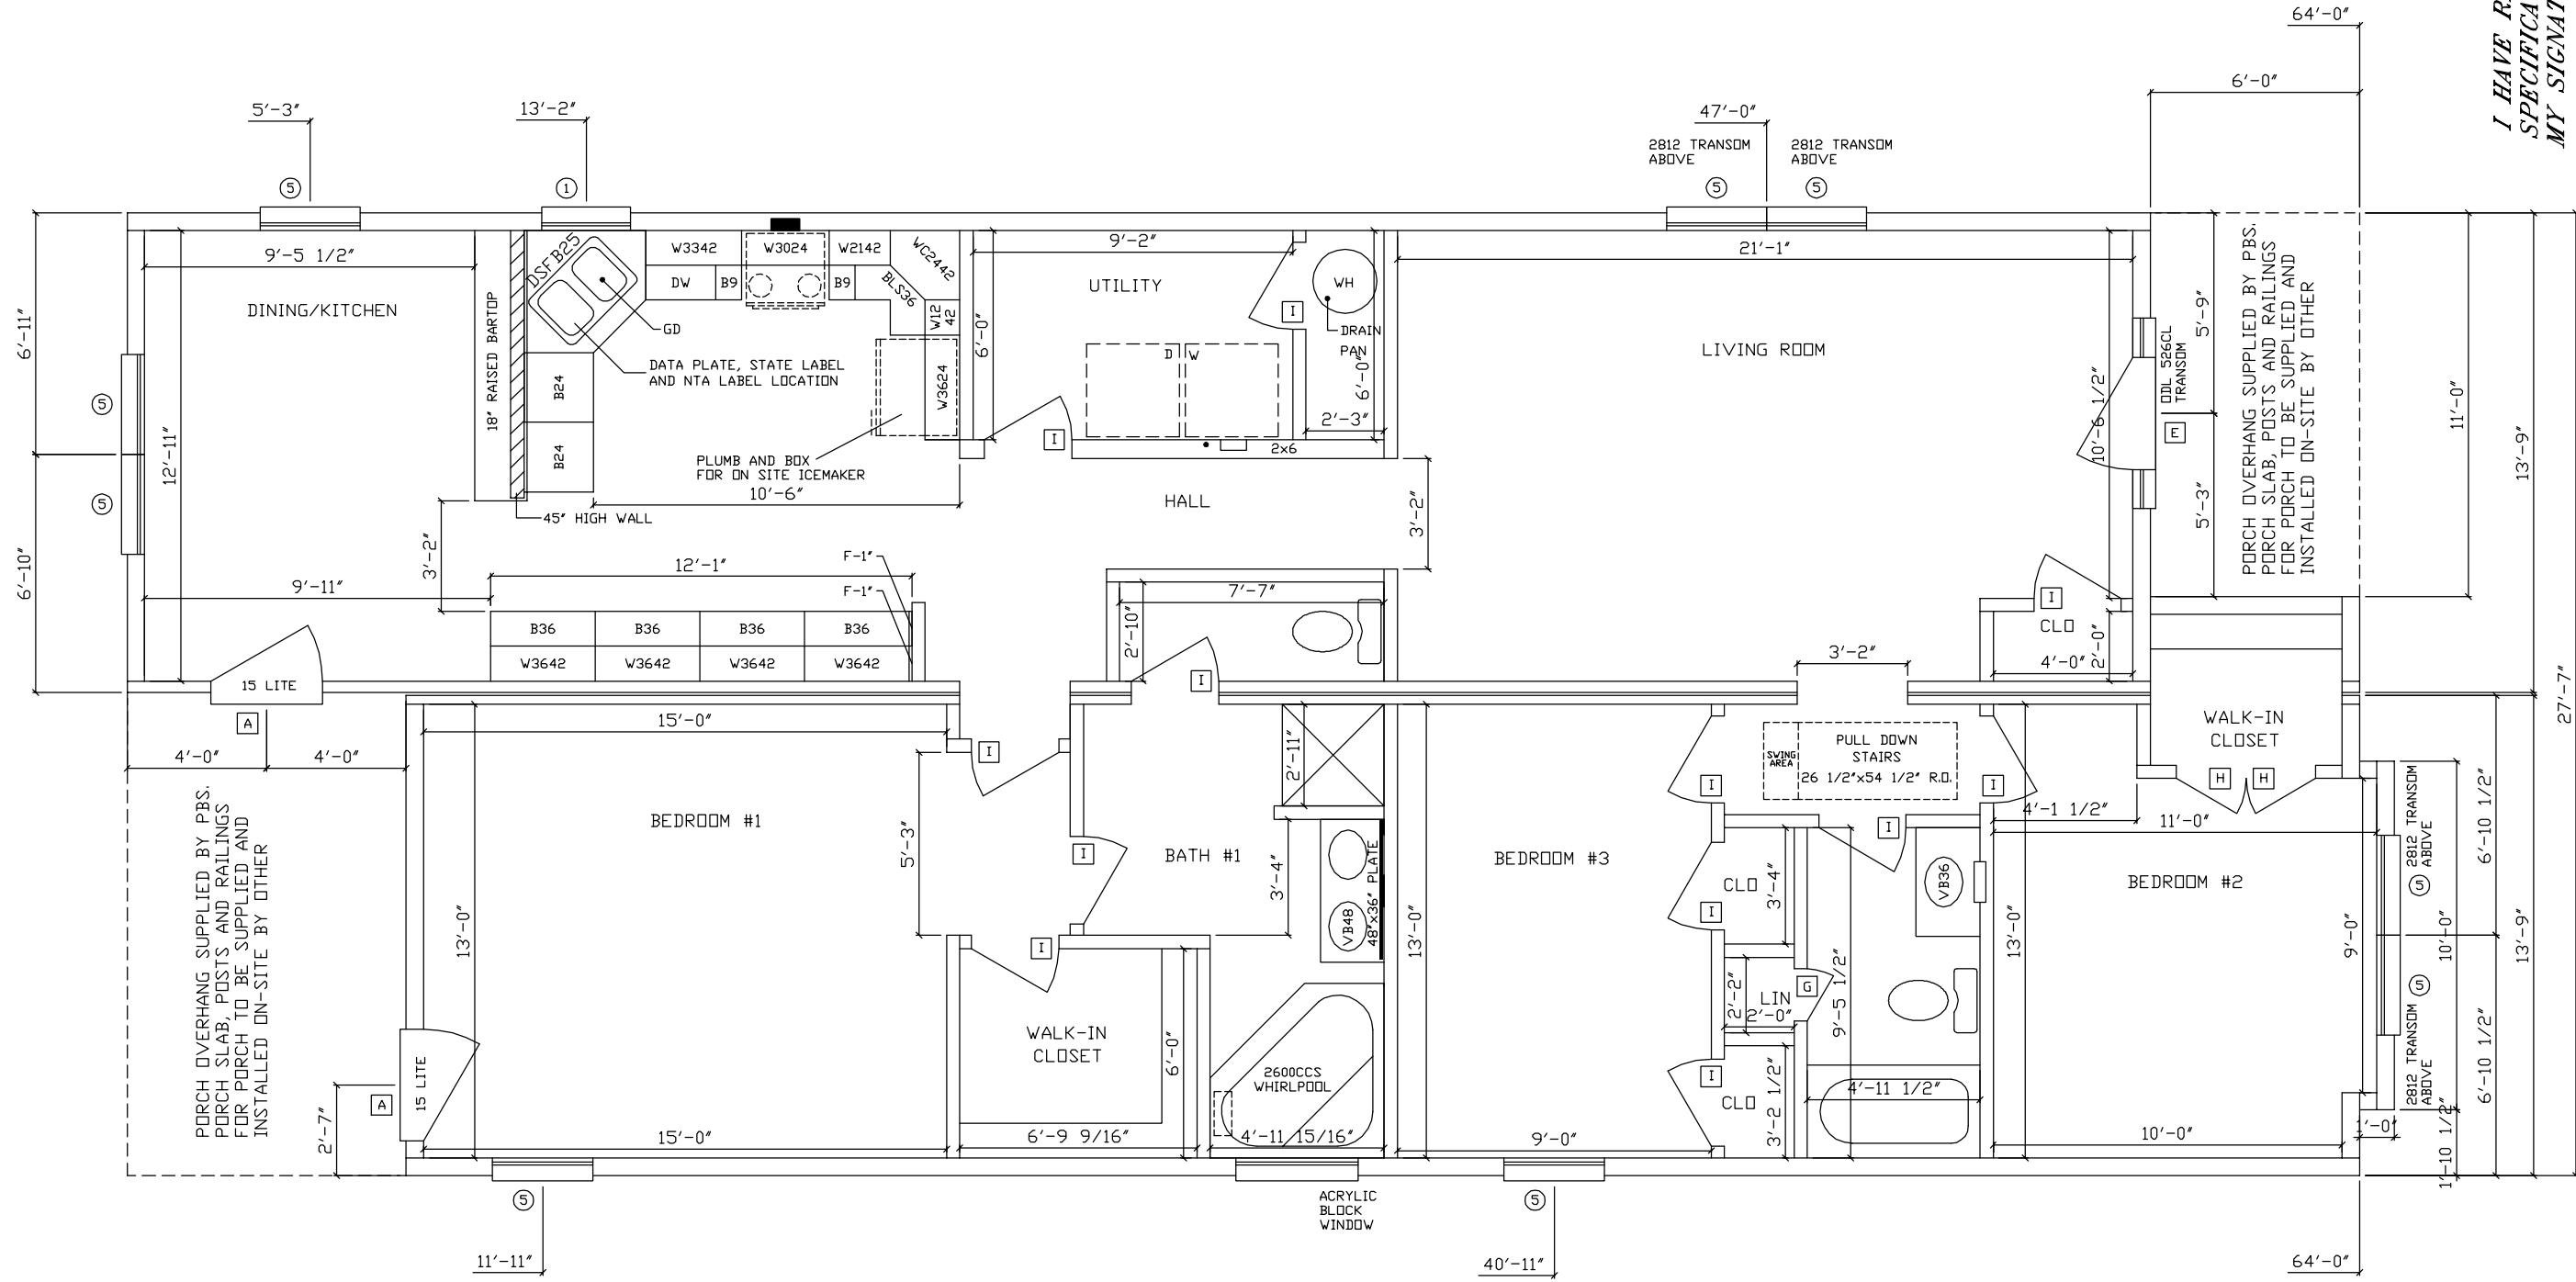 64'-0"
I HAVE R
SPECIFICA
MY SIGNAT
6'-0"
5'-3"
13'-2"
47'-0"
2812 TRANSOM
ABOVE
2812 TRANSOM
ABOVE
5
1
5
5
9'-5 1/2"
DSFB25
W3342
W3024
W2142
WC2442
9'-2"
21'-1"
DW
B9
B9
BLS36
UTILITY
WH
DINING/KITCHEN
18" RAISED BARTOP
GD
W12
42
6'-0"
I
DRAIN
PAN
6'-0"
LIVING ROOM
10'-6 1/2"
ODL 526CL
TRANSOM
5'-9"
PORCH OVERHANG SUPPLIED BY PBS.
PORCH SLAB, POSTS AND RAILINGS
FOR PORCH TO BE SUPPLIED AND
INSTALLED ON-SITE BY OTHER
11'-0"
13'-9"
27'-7"
6'-11"
DATA PLATE, STATE LABEL
AND NTA LABEL LOCATION
B24
W3624
D
W
2'-3"
5
E
12'-11"
B24
PLUMB AND BOX
FOR ON SITE ICEMAKER
I
2x6
10'-6"
HALL
3'-2"
5'-3"
5
45" HIGH WALL
6'-10"
3'-2"
F-1"
12'-1"
9'-11"
F-1"
7'-7"
I
B36
B36
B36
B36
2'-10"
CLO
W3642
W3642
W3642
W3642
3'-2"
4'-0"
2'-0"
15 LITE
I
A
15'-0"
WALK-IN
CLOSET
4'-0"
4'-0"
I
2'-11"
SWING
AREA
PULL DOWN
STAIRS
26 1/2"x54 1/2" R.O.
I
I
H
H
2812 TRANSOM
ABOVE
6'-10 1/2"
PORCH OVERHANG SUPPLIED BY PBS.
PORCH SLAB, POSTS AND RAILINGS
FOR PORCH TO BE SUPPLIED AND
INSTALLED ON-SITE BY OTHER
BEDROOM #1
5'-3"
4'-1 1/2"
11'-0"
I
I
BATH #1
3'-4"
48"x36" PLATE
BEDROOM #3
CLO
3'-4"
VB36
BEDROOM #2
5
13'-0"
VB48
13'-0"
I
13'-0"
9'-0"
10'-0"
13'-9"
I
9'-5 1/2"
LIN
2'-2"
2'-0"
G
5
WALK-IN
CLOSET
6'-0"
2600CCS
WHIRLPOOL
I
4'-11 1/2"
2812 TRANSOM
ABOVE
6'-10 1/2"
15 LITE
A
CLO
3'-2 1/2"
2'-7"
15'-0"
6'-9 9/16"
4'-11 15/16"
9'-0"
10'-0"
1'-0"
1'-10 1/2"
5
ACRYLIC
BLOCK
WINDOW
5
11'-11"
40'-11"
64'-0"